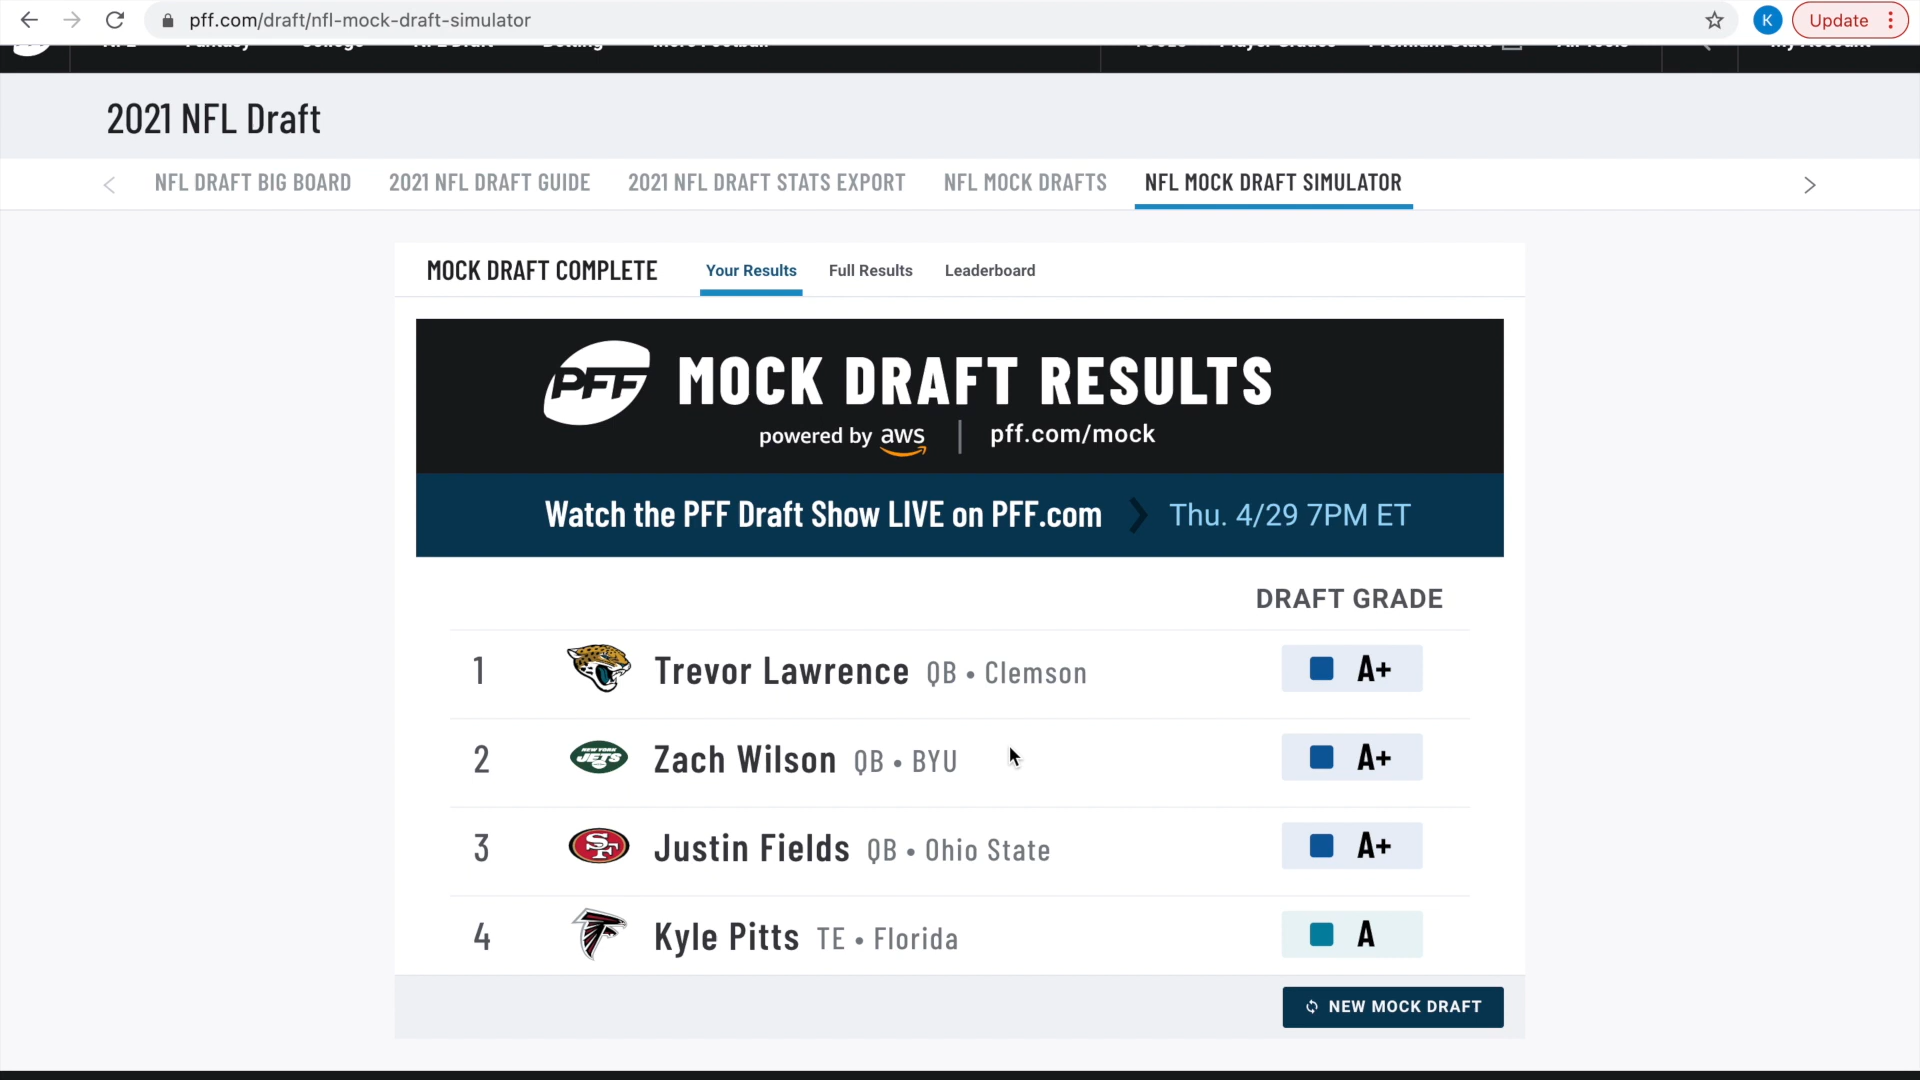 pff.com/draft/nfl-mock-draft-simulator
K
Update
2021 NFL Draft
NFL DRAFT BIG BOARD
2021 NFL DRAFT GUIDE
2021 NFL DRAFT STATS EXPORT
NFL MOCK DRAFTS
NFL MOCK DRAFT SIMULATOR
MOCK DRAFT COMPLETE
Your Results
Full Results
Leaderboard
PFF MOCK DRAFT RESULTS
powered by aws | pff.com/mock
Watch the PFF Draft Show LIVE on PFF.com
Thu. 4/29 7PM ET
DRAFT GRADE
1 Trevor Lawrence QB • Clemson A+
2 NEW YORK JETS Zach Wilson QB • BYU A+
3 SF Justin Fields QB • Ohio State A+
4 Kyle Pitts TE • Florida A
NEW MOCK DRAFT